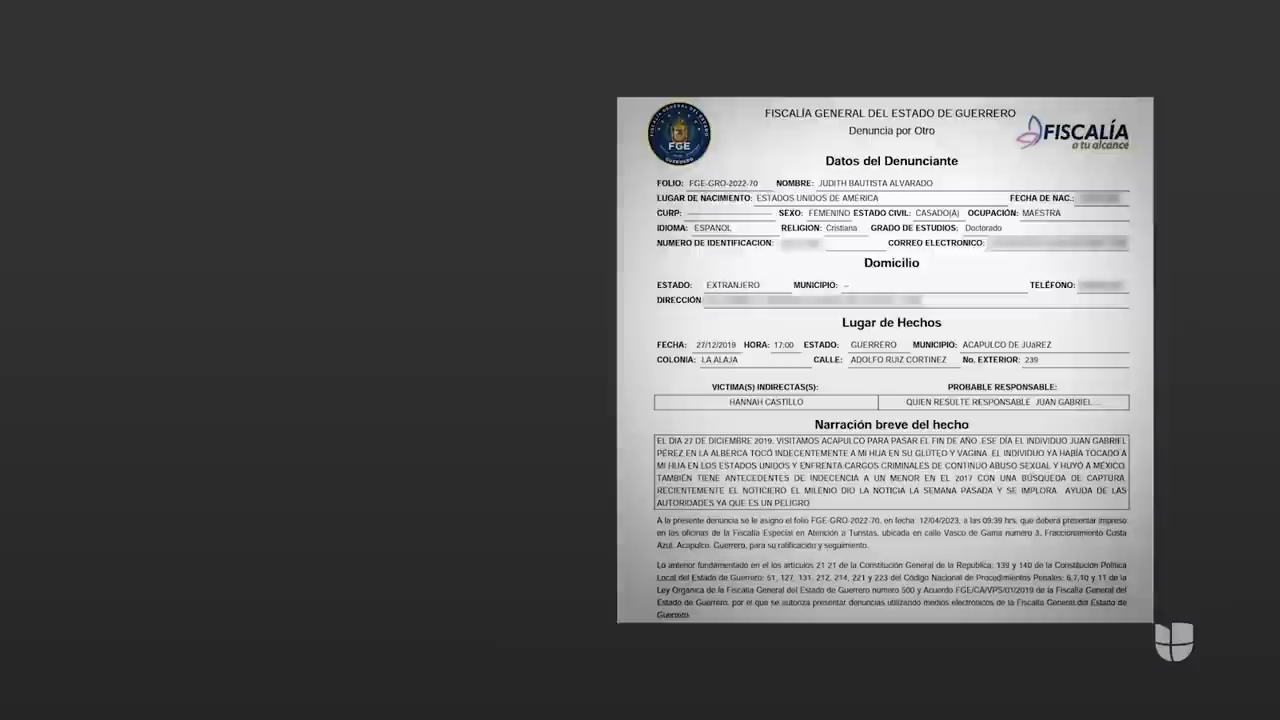 FISCALÍA GENERAL DEL ESTADO DE GUERRERO
Denuncia por Otro
FGE
FISCALÍA
a tu alcance
Datos del Denunciante
FOLIO: FGE-GRO-2022-70 NOMBRE: JUDITH BAUTISTA ALVARADO
LUGAR DE NACIMIENTO: ESTADOS UNIDOS DE AMÉRICA FECHA DE NAC.:
CURP: SEXO: FEMENINO ESTADO CIVIL: CASADO(A) OCUPACIÓN: MAESTRA
IDIOMA: ESPAÑOL RELIGION: Cristiana GRADO DE ESTUDIOS: Doctorado
NUMERO DE IDENTIFICACION: CORREO ELECTRONICO:
Domicilio
ESTADO: EXTRANJERO MUNICIPIO: -- TELÉFONO:
DIRECCIÓN
Lugar de Hechos
FECHA: 27/12/2019 HORA: 17:00 ESTADO: GUERRERO MUNICIPIO: ACAPULCO DE JUáREZ
COLONIA: LA ALAJA CALLE: ADOLFO RUIZ CORTINEZ No. EXTERIOR: 239
VICTIMA(S) INDIRECTAS(S): PROBABLE RESPONSABLE:
HANNAH CASTILLO QUIEN RESULTE RESPONSABLE JUAN GABRIEL...
Narración breve del hecho
EL DIA 27 DE DICIEMBRE 2019, VISITAMOS ACAPULCO PARA PASAR EL FIN DE AÑO .ESE DÍA EL INDIVIDUO JUAN GABRIEL
PÉREZ EN LA ALBERCA TOCÓ INDECENTEMENTE A MI HIJA EN SU GLÚTEO Y VAGINA .EL INDIVIDUO YA HABÍA TOCADO A
MI HIJA EN LOS ESTADOS UNIDOS Y ENFRENTA CARGOS CRIMINALES DE CONTINUO ABUSO SEXUAL Y HUYÓ A MÉXICO.
TAMBIÉN TIENE ANTECEDENTES DE INDECENCIA A UN MENOR EN EL 2017 CON UNA BÚSQUEDA DE CAPTURA.
RECIENTEMENTE EL NOTICIERO EL MILENIO DIO LA NOTICIA LA SEMANA PASADA Y SE IMPLORA AYUDA DE LAS
AUTORIDADES YA QUE ES UN PELIGRO
A la presente denuncia se le asigno el folio FGE-GRO-2022-70, en fecha 12/04/2023, a las 09:39 hrs, que deberá presentar impreso
en las oficinas de la Fiscalía Especial en Atención a Turistas, ubicada en calle Vasco de Gama numero 3, Fraccionamiento Costa
Azul, Acapulco, Guerrero, para su ratificación y seguimiento.
Lo anterior fundamentado en el los articulos 21 21 de la Constitución General de la Republica; 139 y 140 de la Constitución Política
Local del Estado de Guerrero; 51, 127, 131, 212, 214, 221 y 223 del Código Nacional de Procedimientos Penales; 6,7,10 y 11 de la
Ley Orgánica de la Fiscalía General del Estado de Guerrero numero 500 y Acuerdo FGE/CA/VPS/01/2019 de la Fiscalía General del
Estado de Guerrero, por el que se autoriza presentar denuncias utilizando medios electronicos de la Fiscalía General del Estado de
Guerrero